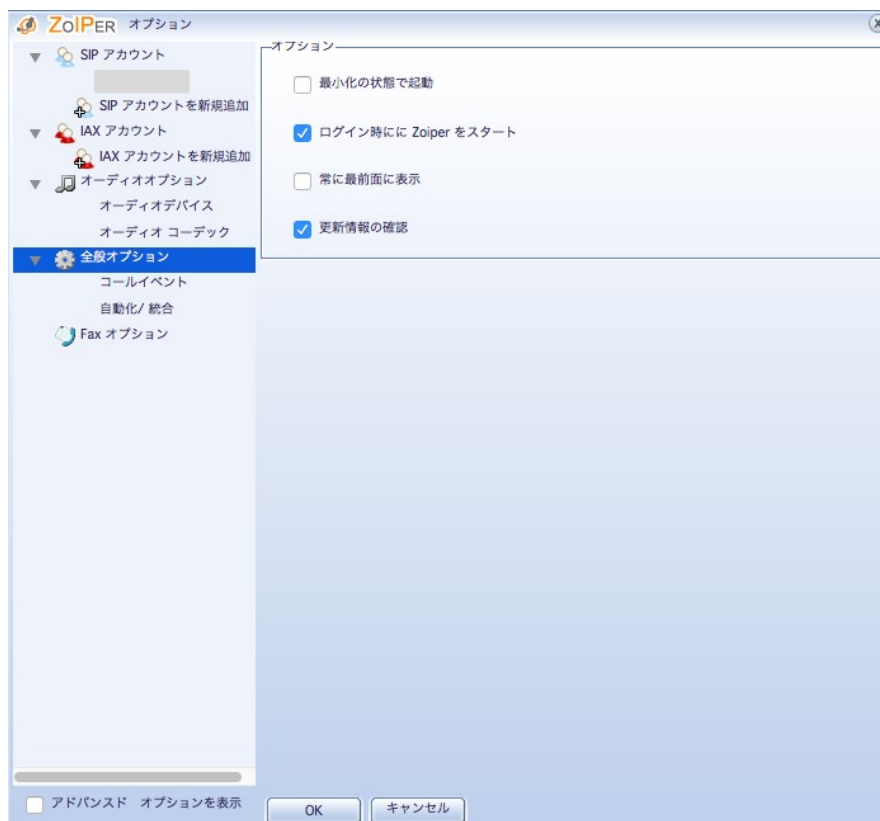 ZoIPER オプション
SIP アカウント
SIP アカウントを新規追加
IAX アカウント
IAX アカウントを新規追加
オーディオオプション
オーディオデバイス
オーディオ コーデック
全般オプション
コールイベント
自動化/ 統合
Fax オプション
アドバンスド オプションを表示
オプション
最小化の状態で起動
ログイン時にに Zoiper をスタート
常に最前面に表示
更新情報の確認
OK
キャンセル